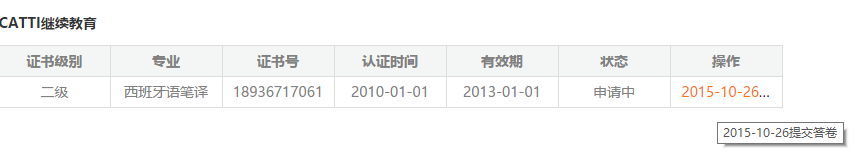 CATTI继续教育
证书级别 专业 证书号 认证时间 有效期 状态 操作
二级 西班牙语笔译 18936717061 2010-01-01 2013-01-01 申请中 2015-10-26...
2015-10-26提交答卷